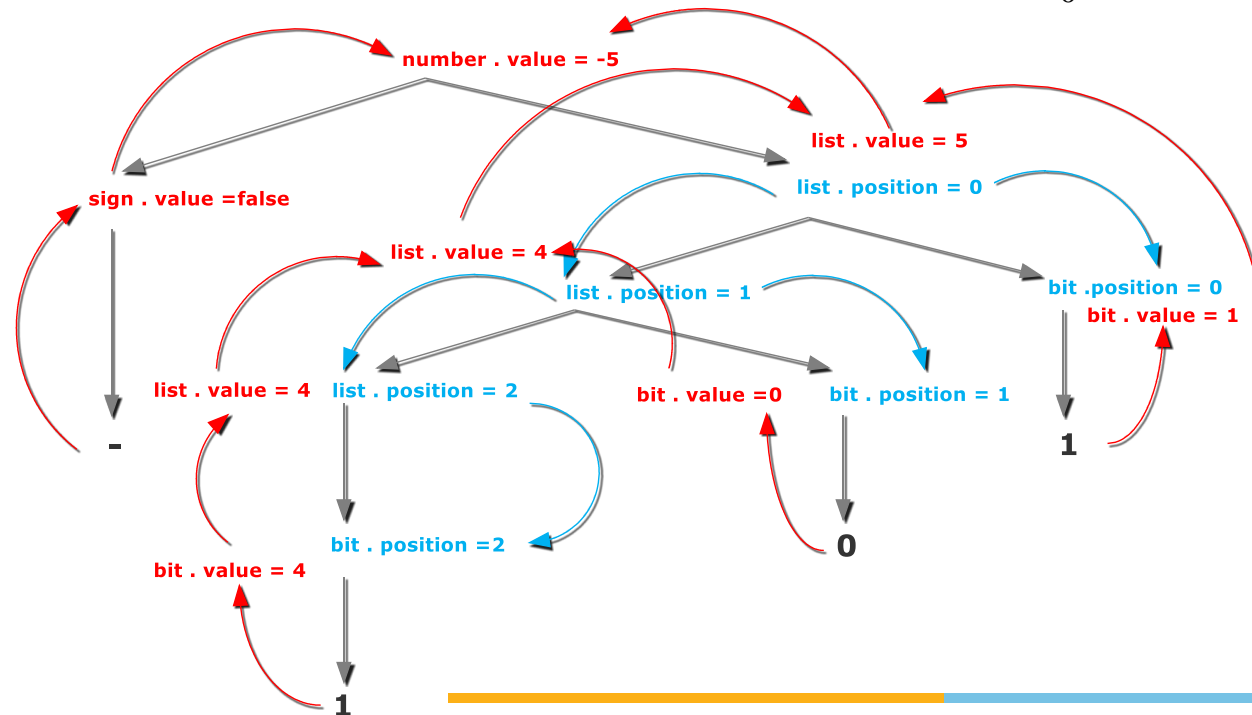 g
number . value = -5
list . value = 5
list . position = 0
sign . value =false
list . value = 4
list . position = 1
bit .position = 0
bit . value = 1
list . value = 4
list . position = 2
bit . value =0
bit . position = 1
-
1
bit . position =2
0
bit . value = 4
1